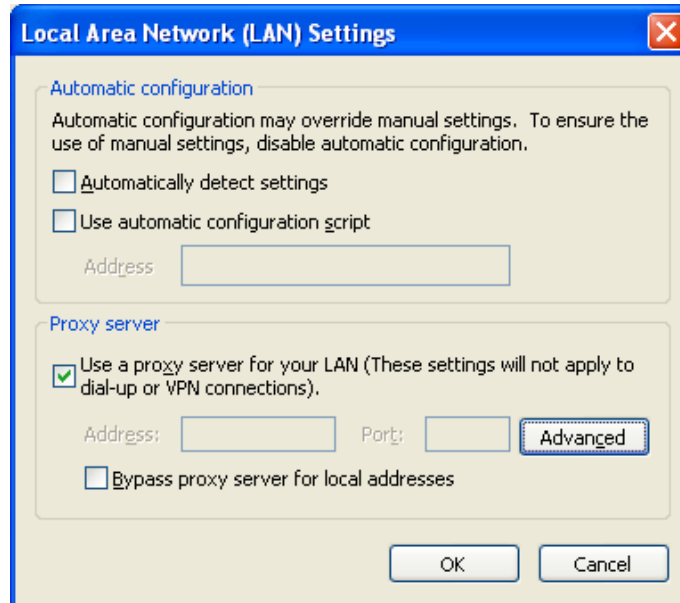 Local Area Network (LAN) Settings
Automatic configuration
Automatic configuration may override manual settings. To ensure the
use of manual settings, disable automatic configuration.
Automatically detect settings
Use automatic configuration script
Address
Proxy server
Use a proxy server for your LAN (These settings will not apply to
dial-up or VPN connections).
Address: Port: Advanced
Bypass proxy server for local addresses
OK Cancel